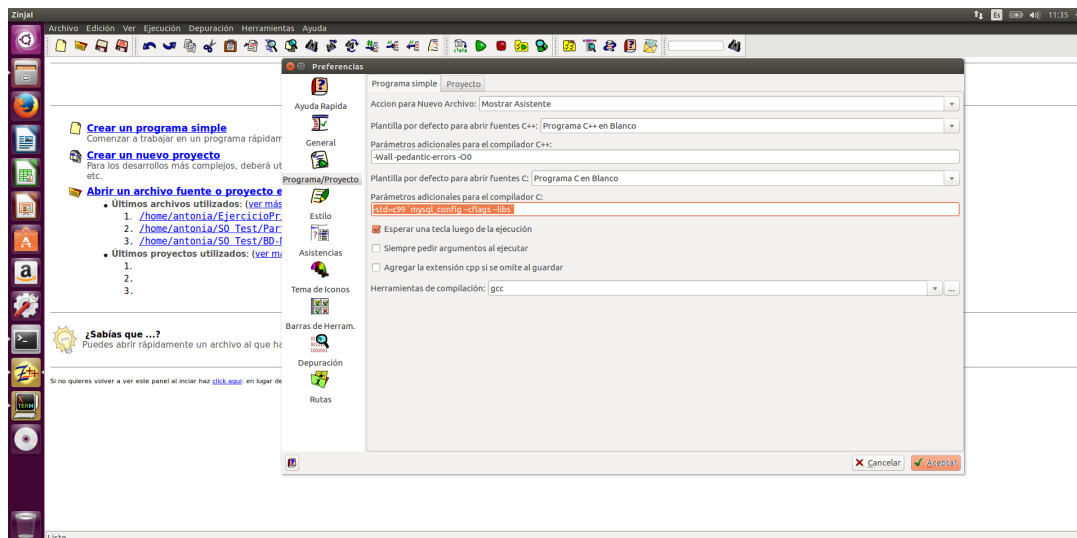 ZinjaI
Es
11:35
Archivo Edición Ver Ejecución Depuración Herramientas Ayuda
Preferencias
Crear un programa simple
Comenzar a trabajar en un programa rápidam
Crear un nuevo proyecto
Para los desarrollos más complejos, deberá ut
etc.
Abrir un archivo fuente o proyecto e
Últimos archivos utilizados: (ver más
1. /home/antonia/EjercicioPr
2. /home/antonia/SO Test/Par
3. /home/antonia/SO Test/BD-
Últimos proyectos utilizados: (ver m
1.
2.
3.
¿Sabías que ...?
Puedes abrir rápidamente un archivo al que ha
Si no quieres volver a ver este panel al iniciar haz click aquí: en lugar de
Listo
Ayuda Rapida
General
Programa/Proyecto
Estilo
Asistencias
Tema de Iconos
Barras de Herram.
Depuración
Rutas
Programa simple
Proyecto
Accion para Nuevo Archivo: Mostrar Asistente
Plantilla por defecto para abrir fuentes C++: Programa C++ en Blanco
Parámetros adicionales para el compilador C++:
-Wall -pedantic-errors -O0
Plantilla por defecto para abrir fuentes C: Programa C en Blanco
Parámetros adicionales para el compilador C:
-std=c99 `mysql_config --cflags --libs`
Esperar una tecla luego de la ejecución
Siempre pedir argumentos al ejecutar
Agregar la extensión cpp si se omite al guardar
Herramientas de compilación: gcc
...
Cancelar
Aceptar